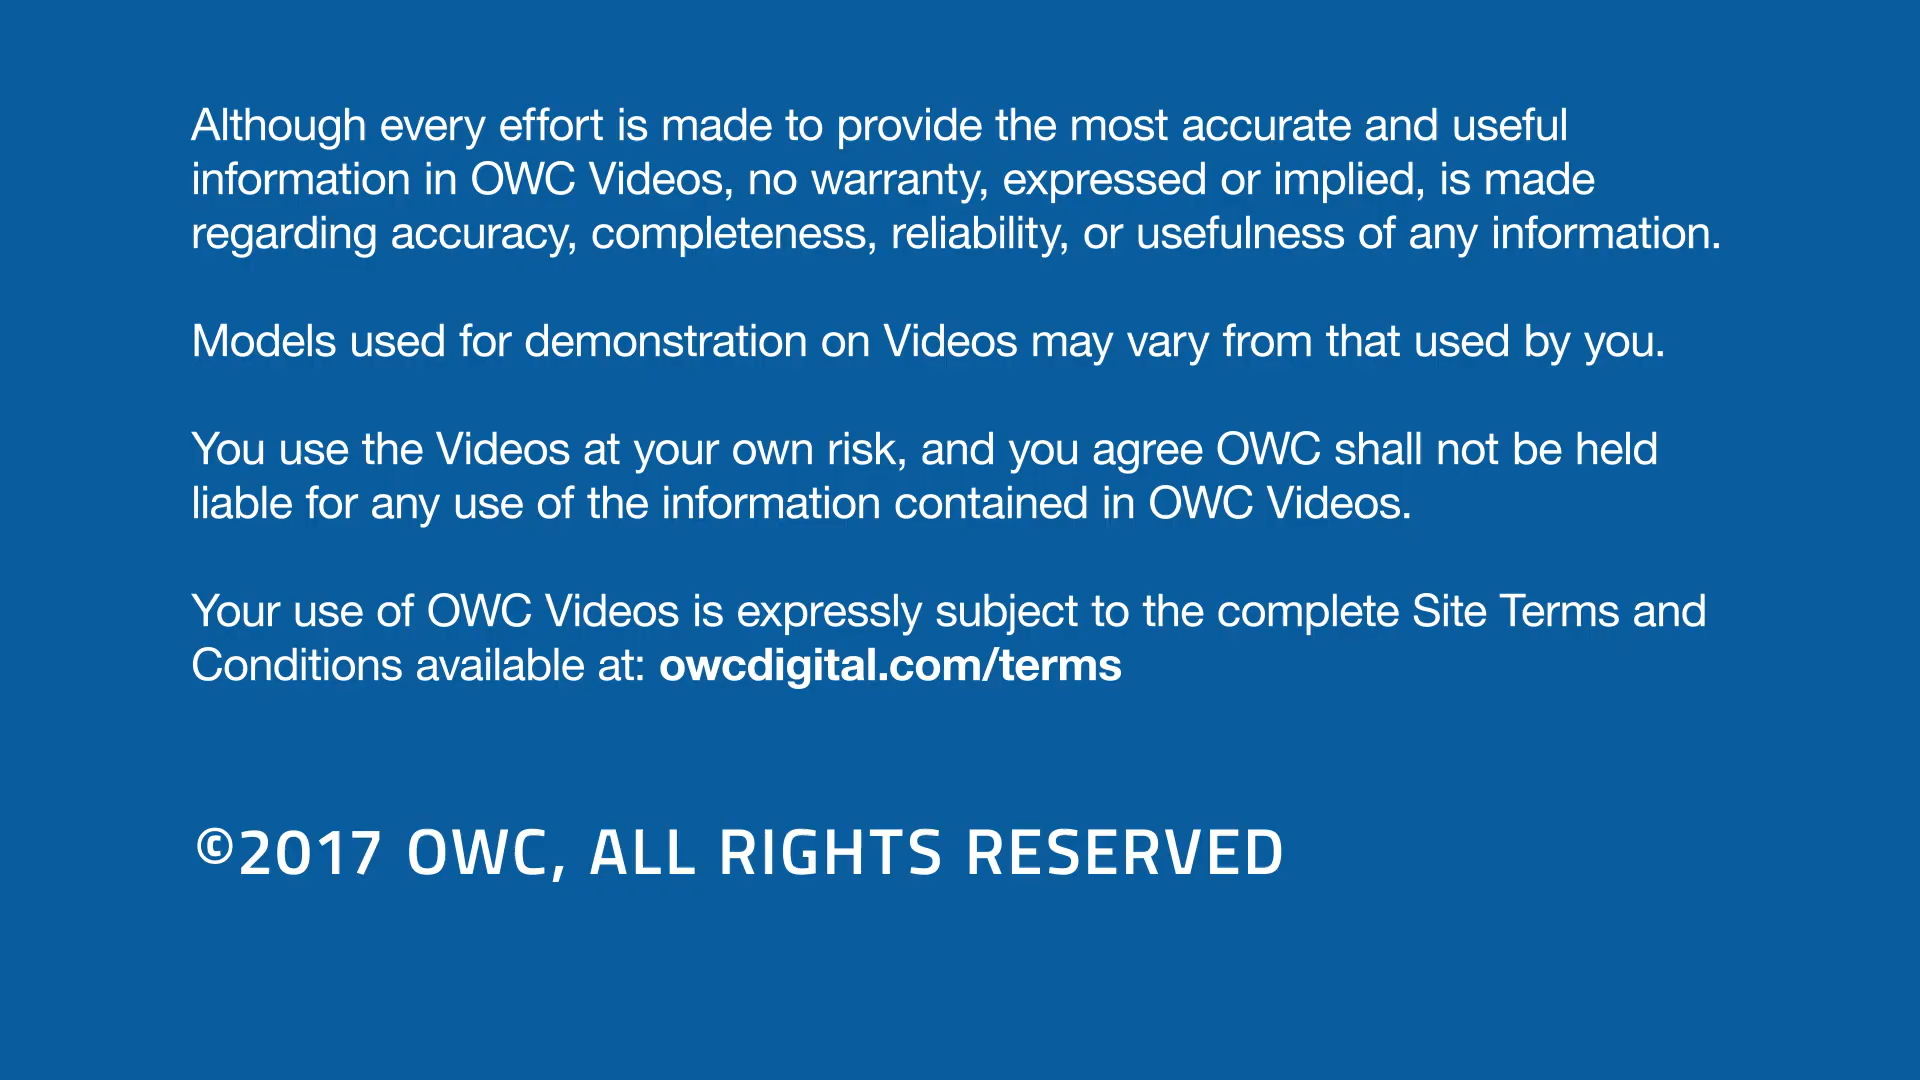 Although every effort is made to provide the most accurate and useful
information in OWC Videos, no warranty, expressed or implied, is made
regarding accuracy, completeness, reliability, or usefulness of any information.
Models used for demonstration on Videos may vary from that used by you.
You use the Videos at your own risk, and you agree OWC shall not be held
liable for any use of the information contained in OWC Videos.
Your use of OWC Videos is expressly subject to the complete Site Terms and
Conditions available at: owcdigital.com/terms
©2017 OWC, ALL RIGHTS RESERVED